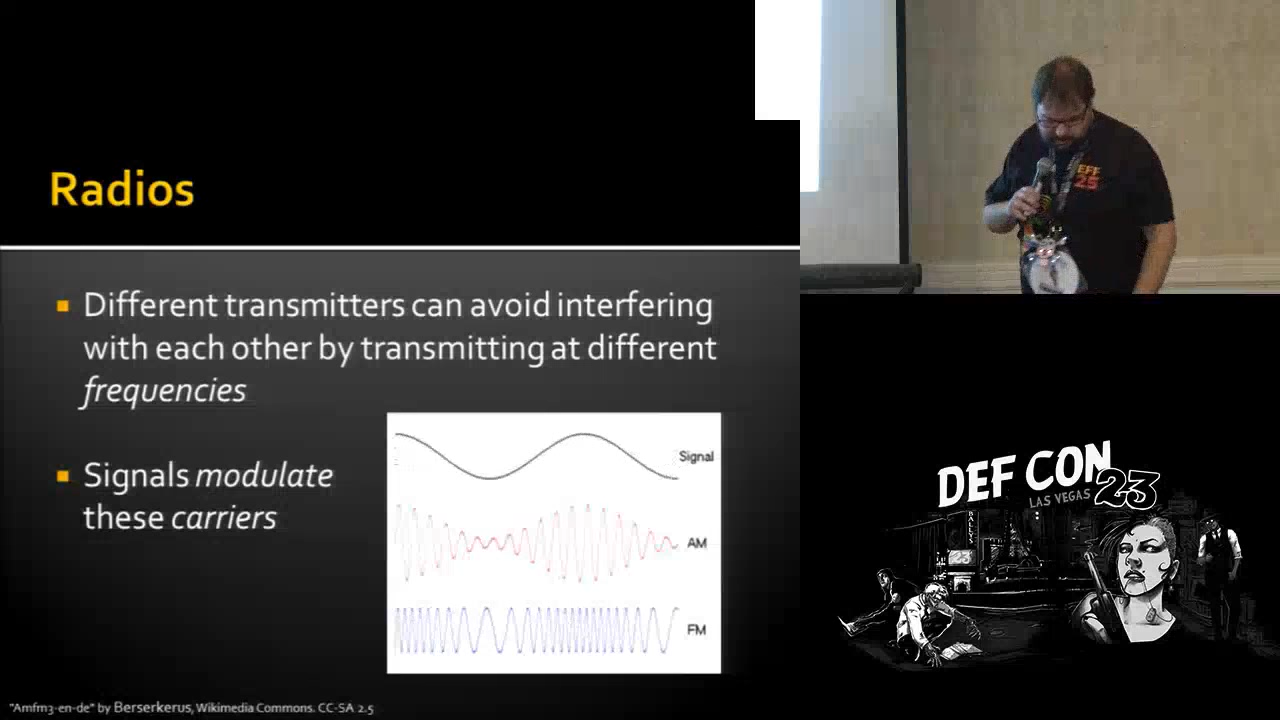 Radios
Different transmitters can avoid interfering
with each other by transmitting at different
frequencies
Signals modulate
these carriers
Signal
AM
FM
"Amfm3-en-de" by Berserkerus, Wikimedia Commons. CC-SA 2.5
EFF
25
DEF CON
LAS VEGAS 23
BALLYS
23